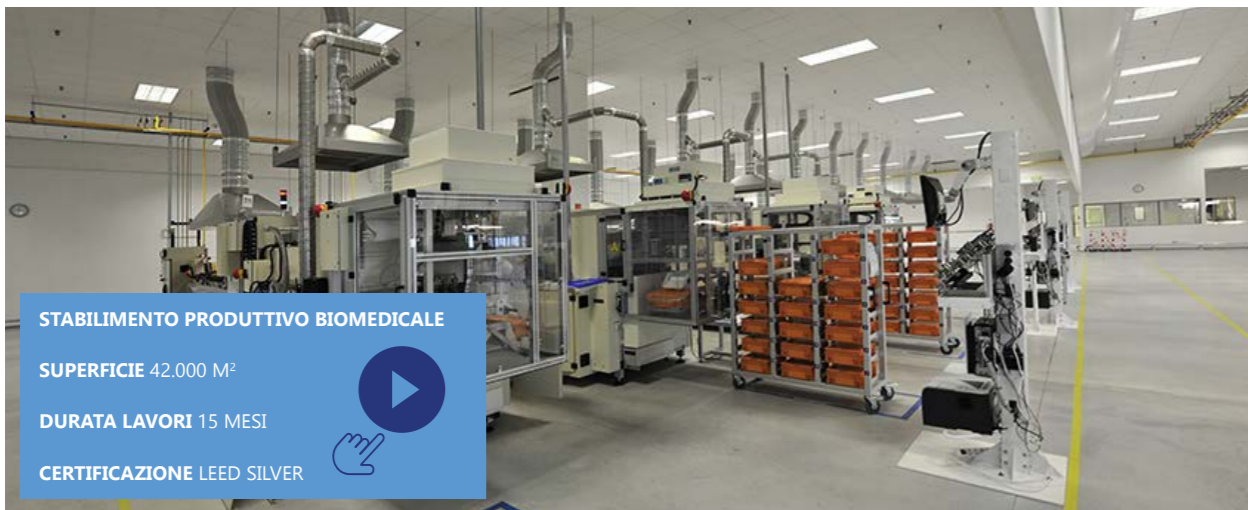 STABILIMENTO PRODUTTIVO BIOMEDICALE
SUPERFICIE 42.000 M²
DURATA LAVORI 15 MESI
CERTIFICAZIONE LEED SILVER